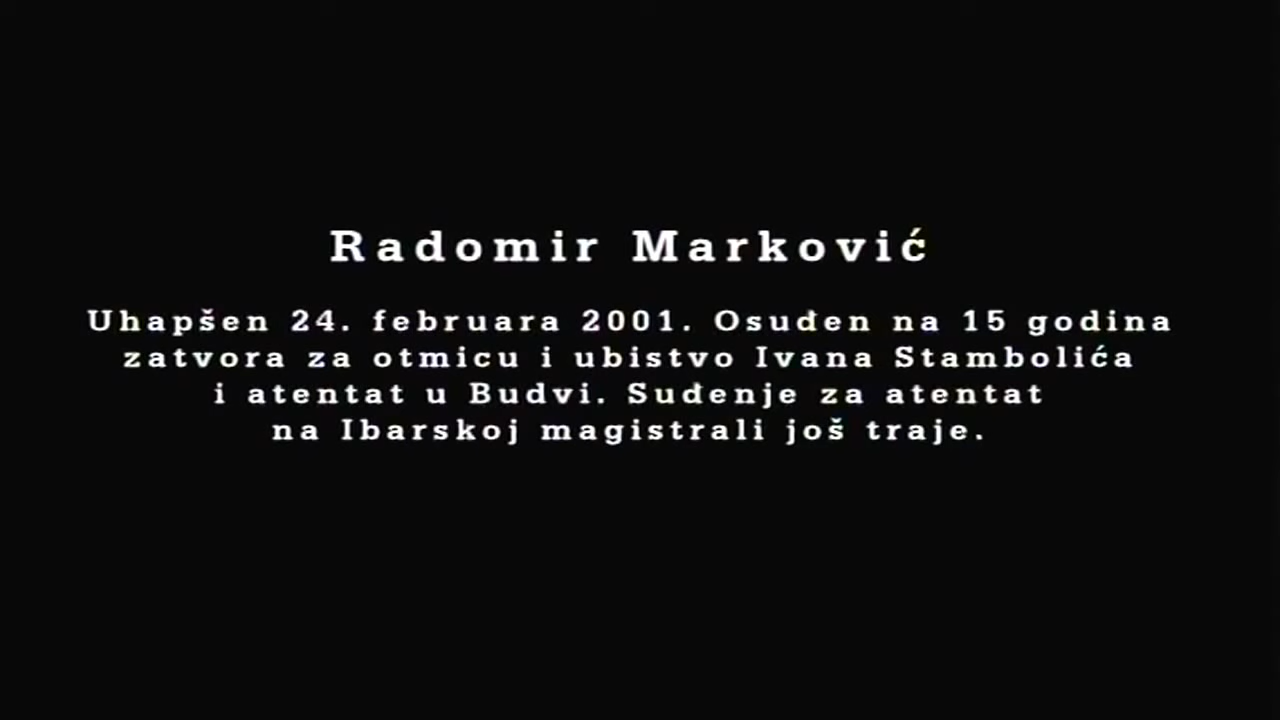 Radomir Marković
Uhapšen 24. februara 2001. Osuđen na 15 godina
zatvora za otmicu i ubistvo Ivana Stambolića
i atentat u Budvi. Suđenje za atentat
na Ibarskoj magistrali još traje.